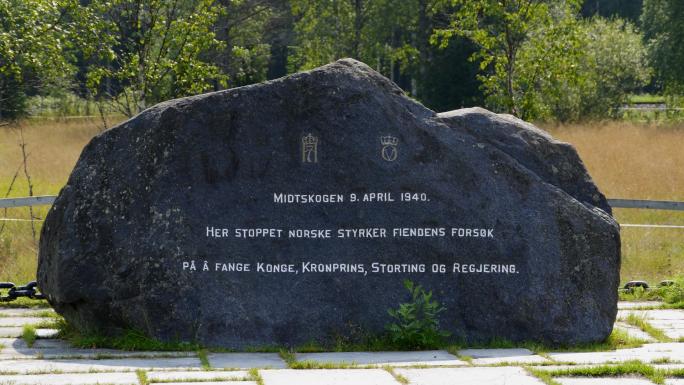 Midtskogen 9. april 1940.
Her stoppet norske styrker fiendens forsøk
på å fange Konge, Kronprins, Storting og Regjering.